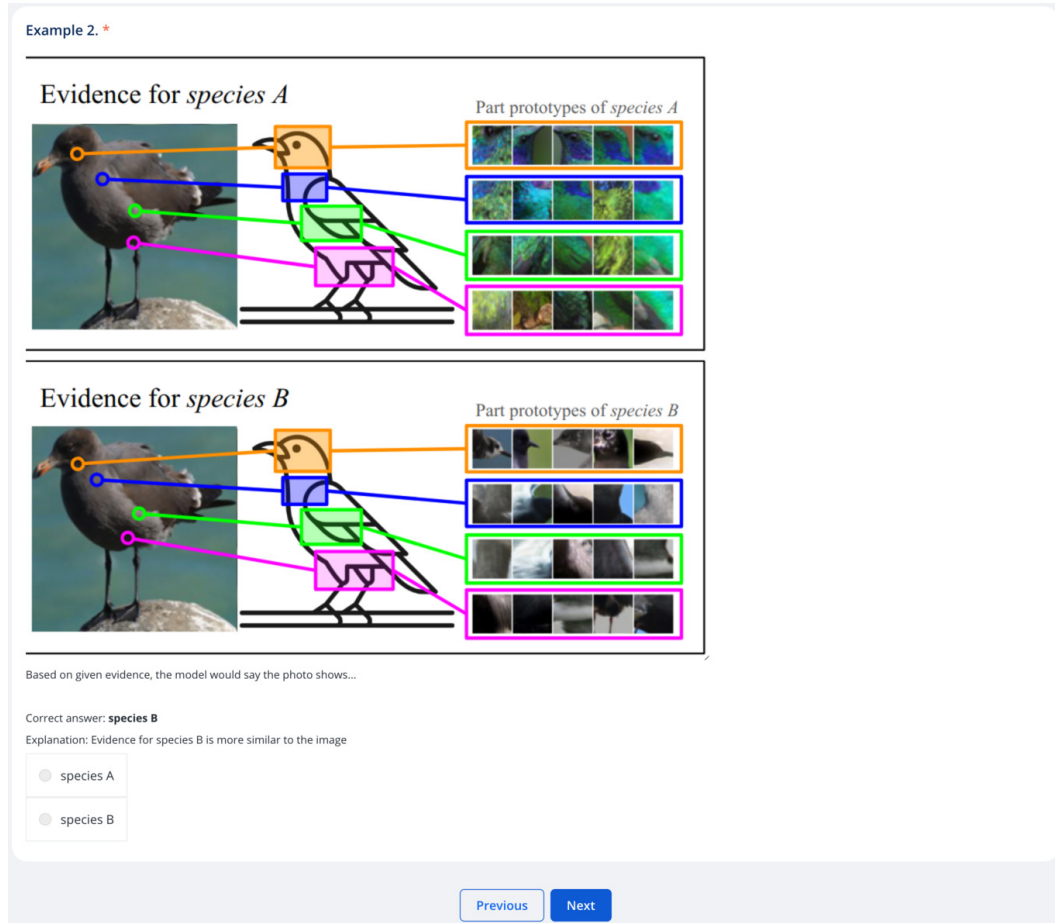 Example 2. *
Evidence for species A
Part prototypes of species A
Evidence for species B
Part prototypes of species B
Based on given evidence, the model would say the photo shows...
Correct answer: species B
Explanation: Evidence for species B is more similar to the image
species A
species B
Previous
Next